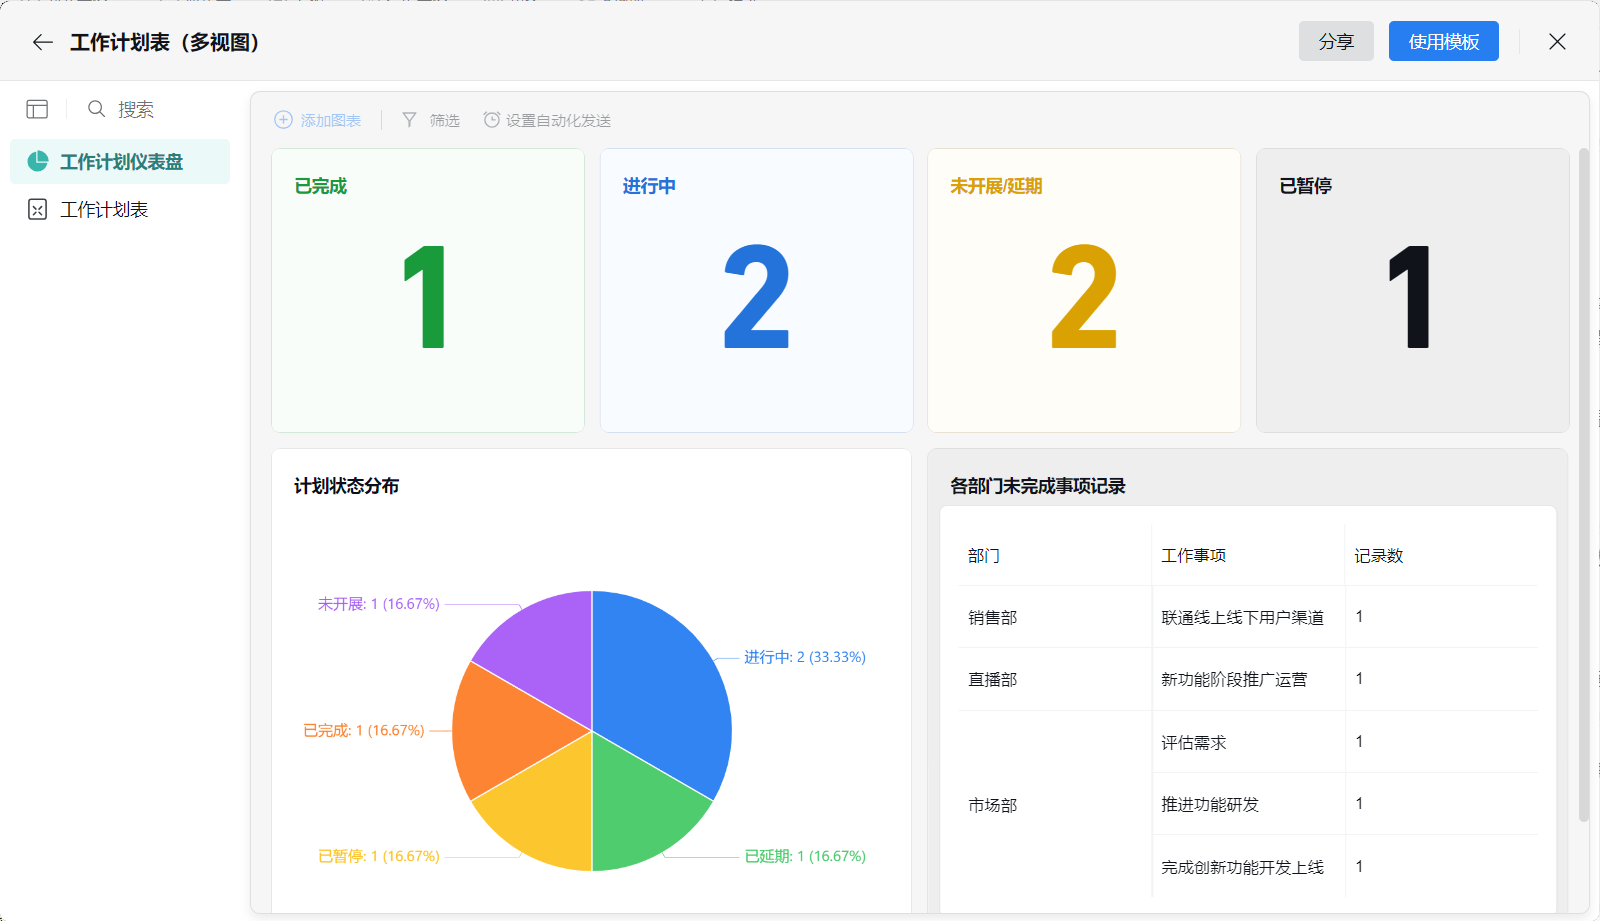 工作计划表（多视图）
分享
使用模板
搜索
工作计划仪表盘
工作计划表
添加图表
筛选
设置自动化发送
已完成
1
进行中
2
未开展/延期
2
已暂停
1
计划状态分布
未开展: 1 (16.67%)
进行中: 2 (33.33%)
已完成: 1 (16.67%)
已暂停: 1 (16.67%)
已延期: 1 (16.67%)
各部门未完成事项记录
部门 工作事项 记录数
销售部 联通线上线下用户渠道 1
直播部 新功能阶段推广运营 1
评估需求 1
市场部 推进功能研发 1
完成创新功能开发上线 1